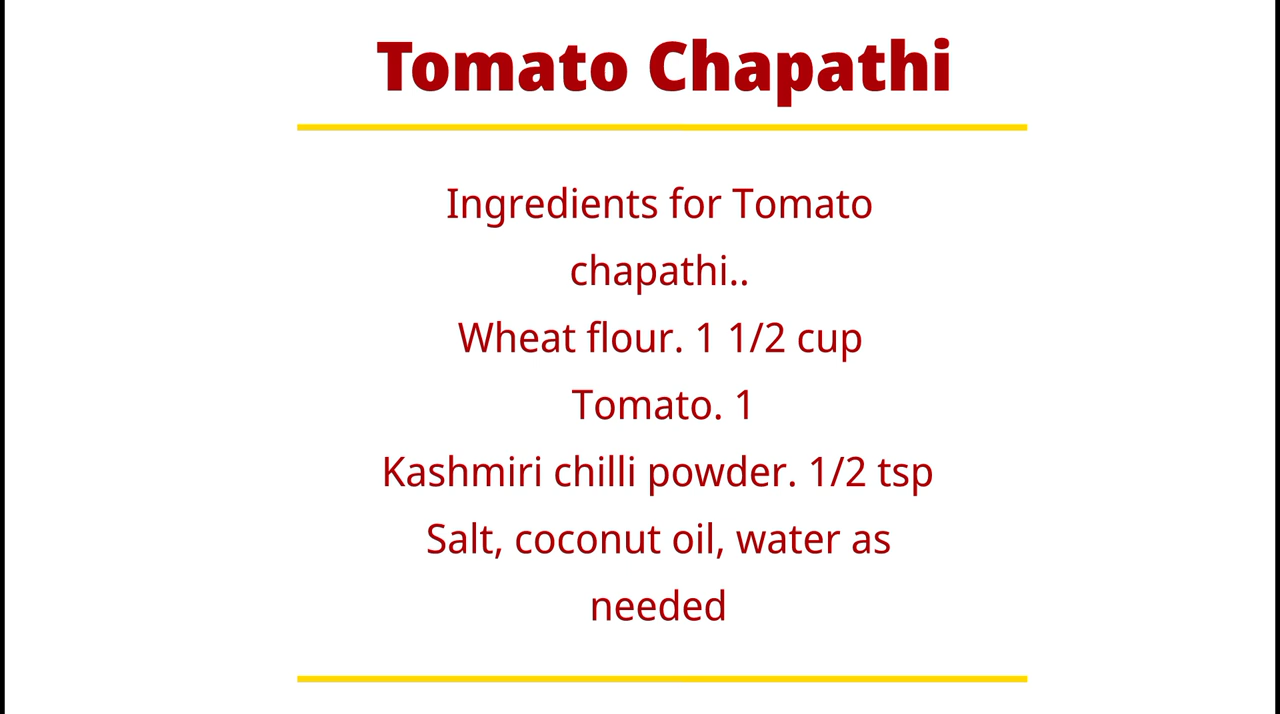 Tomato Chapathi
Ingredients for Tomato
chapathi..
Wheat flour. 1 1/2 cup
Tomato. 1
Kashmiri chilli powder. 1/2 tsp
Salt, coconut oil, water as
needed